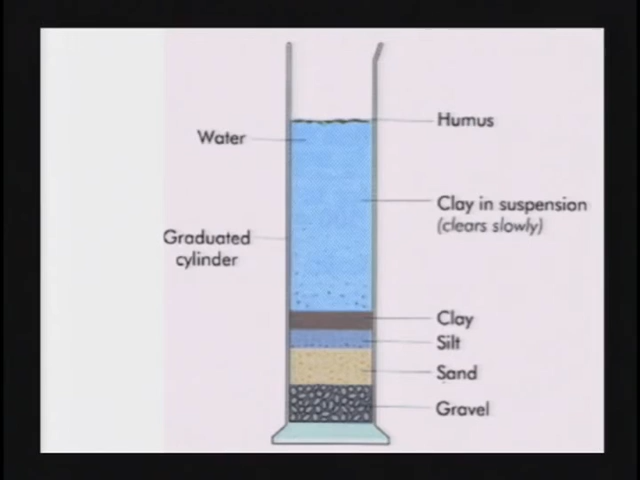 Humus
Water
Clay in suspension
(clears slowly)
Graduated
cylinder
Clay
Silt
Sand
Gravel